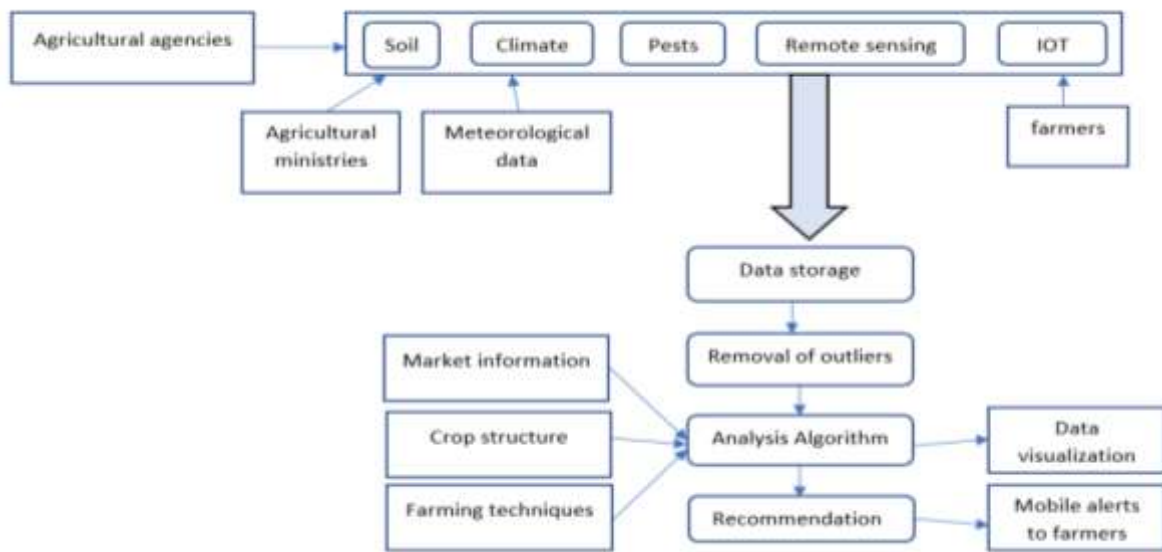 Agricultural agencies
Soil
Climate
Pests
Remote sensing
IOT
Agricultural
ministries
Meteorological
data
farmers
Data storage
Market information
Removal of outliers
Crop structure
Analysis Algorithm
Data
visualization
Farming techniques
Recommendation
Mobile alerts
to farmers